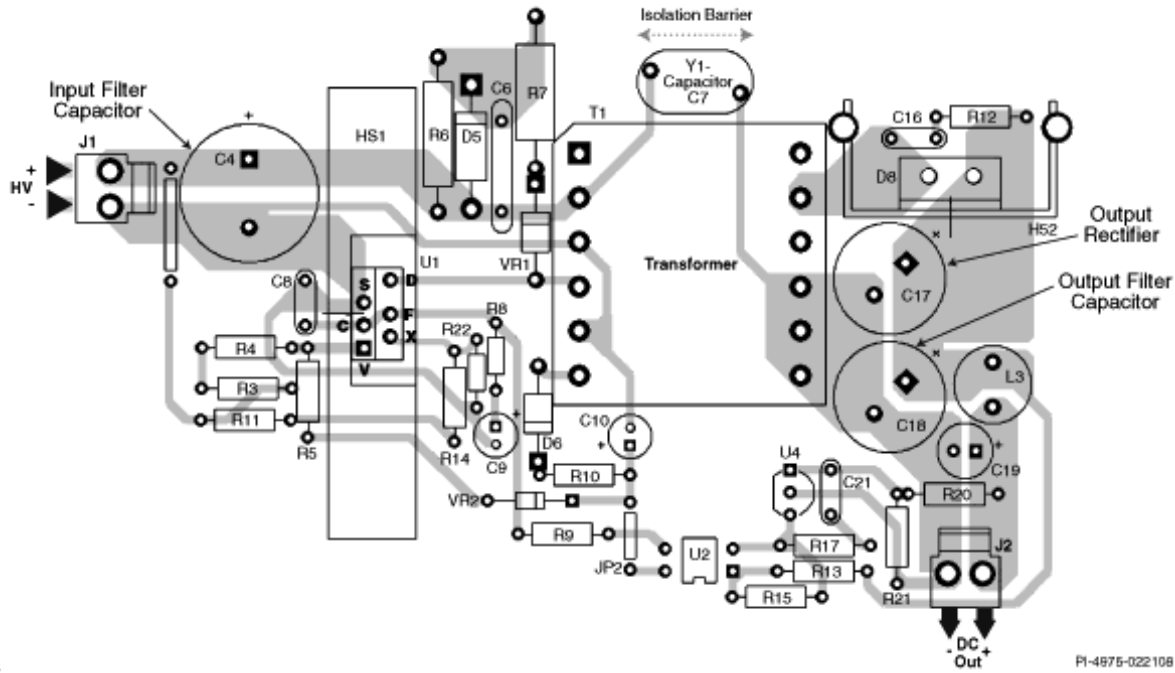 Isolation Barrier
Y1-
Capacitor
C7
Input Filter
Capacitor
J1
+
HV
-
+
C4
HS1
R6
D5
C6
R7
T1
C16
R12
D8
H52
Output
Rectifier
Output Filter
Capacitor
Transformer
VR1
U1
C8
S
D
C
F
X
V
R22
R8
R4
R3
R11
R5
R14
+
C9
D6
C10
+
R10
VR2
R9
JP2
U2
U4
C21
R17
R13
R15
R21
R20
×
C17
×
C18
L3
+
C19
J2
- DC +
Out
PI-4975-022108